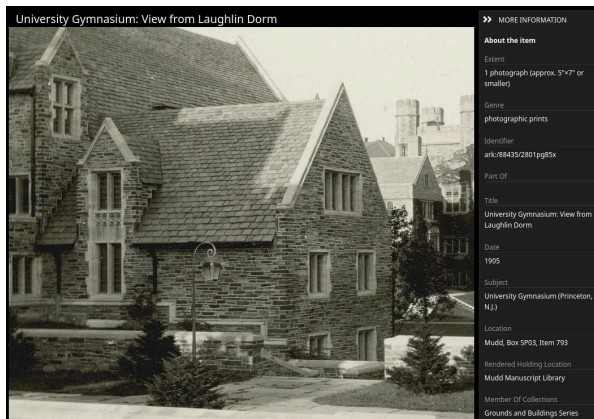 University Gymnasium: View from Laughlin Dorm
MORE INFORMATION
About the item
Extent
1 photograph (approx. 5"×7" or
smaller)
Genre
photographic prints
Identifier
ark:/88435/2801pg85x
Part Of
Title
University Gymnasium: View from
Laughlin Dorm
Date
1905
Subject
University Gymnasium (Princeton,
N.J.)
Location
Mudd, Box SP03, Item 793
Rendered Holding Location
Mudd Manuscript Library
Member Of Collections
Grounds and Buildings Series